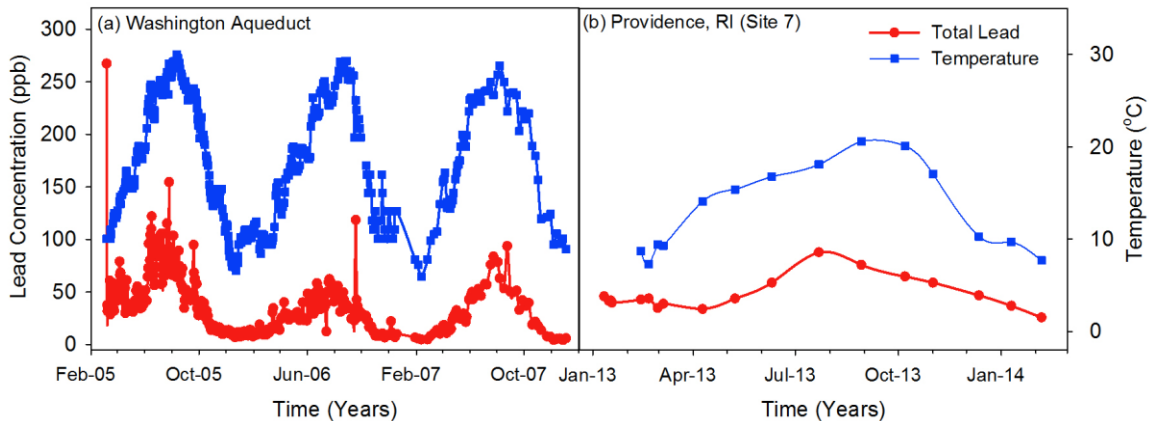 (a) Washington Aqueduct
(b) Providence, RI (Site 7)
Total Lead
Temperature
Lead Concentration (ppb)
300
250
200
150
100
50
0
Temperature (°C)
30
20
10
0
Feb-05 Oct-05 Jun-06 Feb-07 Oct-07
Jan-13 Apr-13 Jul-13 Oct-13 Jan-14
Time (Years)
Time (Years)